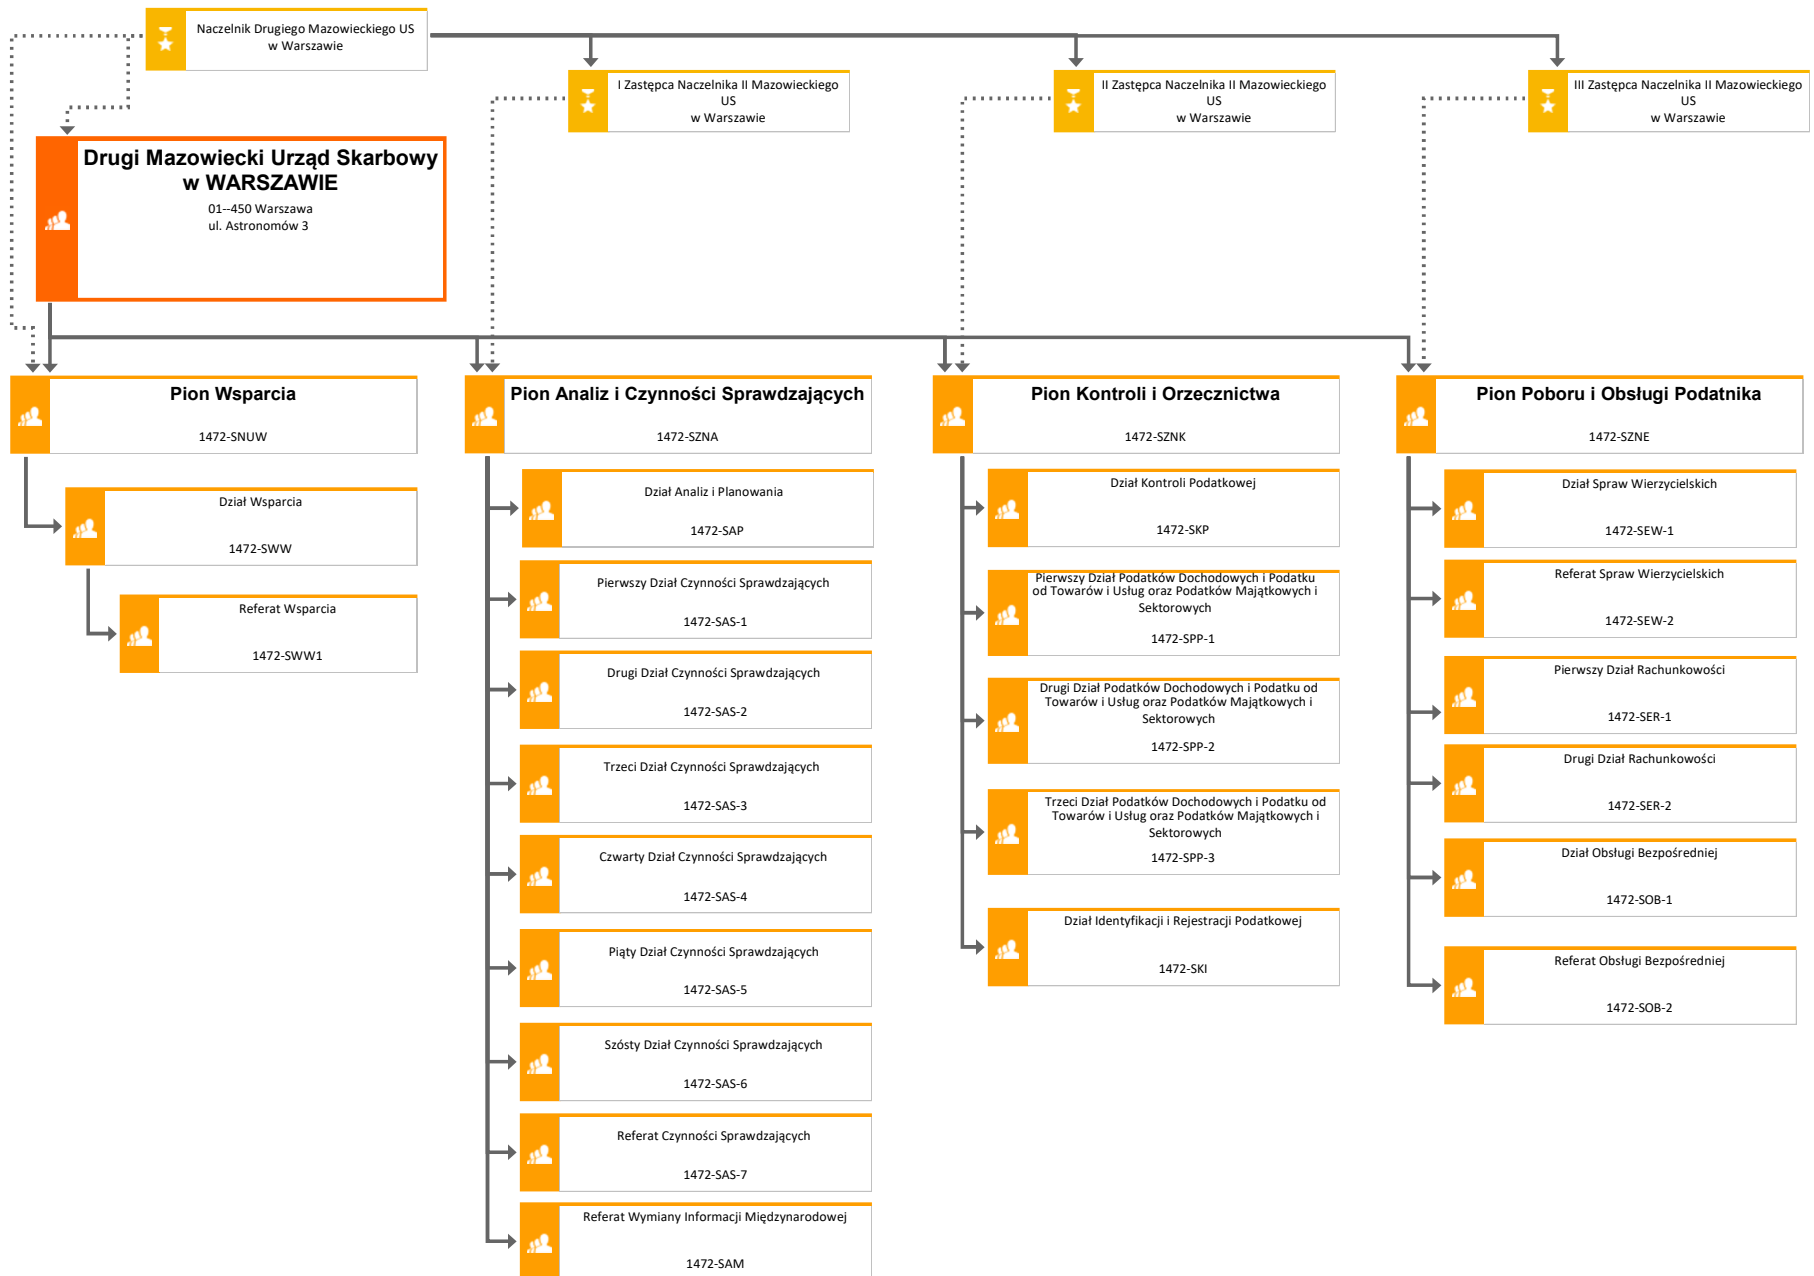 Naczelnik Drugiego Mazowieckiego US
w Warszawie
I Zastępca Naczelnika II Mazowieckiego
US
w Warszawie
II Zastępca Naczelnika II Mazowieckiego
US
w Warszawie
III Zastępca Naczelnika II Mazowieckiego
US
w Warszawie
Drugi Mazowiecki Urząd Skarbowy
w WARSZAWIE
01--450 Warszawa
ul. Astronomów 3
Pion Wsparcia
1472-SNUW
Dział Wsparcia
1472-SWW
Referat Wsparcia
1472-SWW1
Pion Analiz i Czynności Sprawdzających
1472-SZNA
Dział Analiz i Planowania
1472-SAP
Pierwszy Dział Czynności Sprawdzających
1472-SAS-1
Drugi Dział Czynności Sprawdzających
1472-SAS-2
Trzeci Dział Czynności Sprawdzających
1472-SAS-3
Czwarty Dział Czynności Sprawdzających
1472-SAS-4
Piąty Dział Czynności Sprawdzających
1472-SAS-5
Szósty Dział Czynności Sprawdzających
1472-SAS-6
Referat Czynności Sprawdzających
1472-SAS-7
Referat Wymiany Informacji Międzynarodowej
1472-SAM
Pion Kontroli i Orzecznictwa
1472-SZNK
Dział Kontroli Podatkowej
1472-SKP
Pierwszy Dział Podatków Dochodowych i Podatku
od Towarów i Usług oraz Podatków Majątkowych i
Sektorowych
1472-SPP-1
Drugi Dział Podatków Dochodowych i Podatku od
Towarów i Usług oraz Podatków Majątkowych i
Sektorowych
1472-SPP-2
Trzeci Dział Podatków Dochodowych i Podatku od
Towarów i Usług oraz Podatków Majątkowych i
Sektorowych
1472-SPP-3
Dział Identyfikacji i Rejestracji Podatkowej
1472-SKI
Pion Poboru i Obsługi Podatnika
1472-SZNE
Dział Spraw Wierzycielskich
1472-SEW-1
Referat Spraw Wierzycielskich
1472-SEW-2
Pierwszy Dział Rachunkowości
1472-SER-1
Drugi Dział Rachunkowości
1472-SER-2
Dział Obsługi Bezpośredniej
1472-SOB-1
Referat Obsługi Bezpośredniej
1472-SOB-2